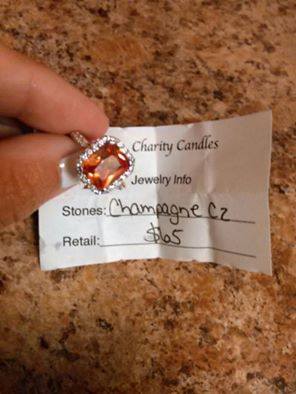 Charity Candles
Jewelry Info
Stones: Champagne CZ
Retail: $65